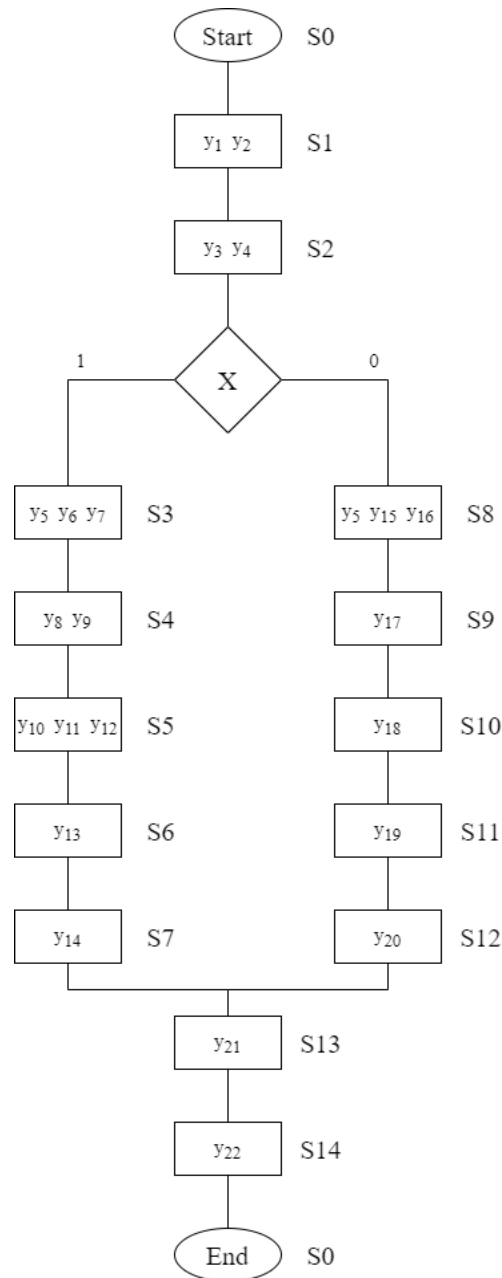 Start S0
y1 y2 S1
y3 y4 S2
1 0
X
y5 y6 y7 S3 y5 y15 y16 S8
y8 y9 S4 y17 S9
y10 y11 y12 S5 y18 S10
y13 S6 y19 S11
y14 S7 y20 S12
y21 S13
y22 S14
End S0